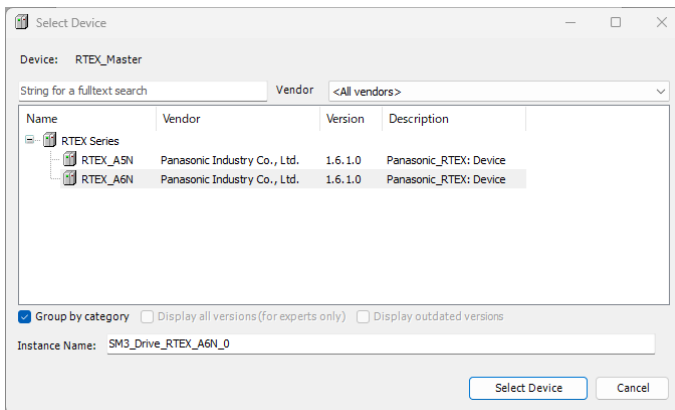 Select Device
Device: RTEX_Master
String for a fulltext search Vendor <All vendors>
Name Vendor Version Description
RTEX Series
RTEX_A5N Panasonic Industry Co., Ltd. 1.6.1.0 Panasonic_RTEX: Device
RTEX_A6N Panasonic Industry Co., Ltd. 1.6.1.0 Panasonic_RTEX: Device
Group by category Display all versions (for experts only) Display outdated versions
Instance Name: SM3_Drive_RTEX_A6N_0
Select Device Cancel